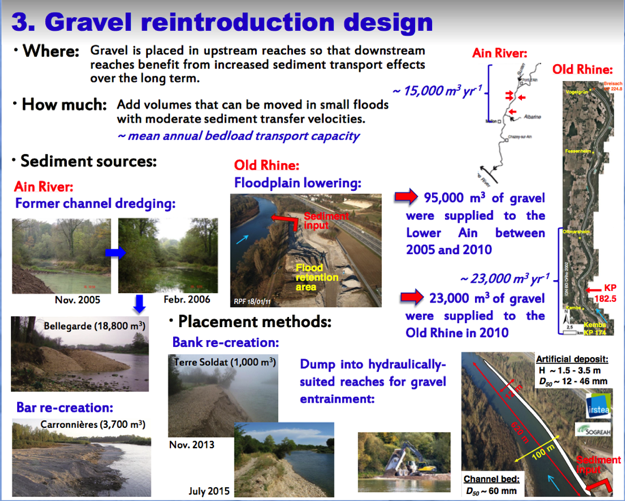 3. Gravel reintroduction design
• Where: Gravel is placed in upstream reaches so that downstream
reaches benefit from increased sediment transport effects
over the long term.
• How much: Add volumes that can be moved in small floods
with moderate sediment transfer velocities.
~ mean annual bedload transport capacity
Ain River:
~ 15,000 m³ yr⁻¹
Old Rhine:
• Sediment sources:
Ain River:
Former channel dredging:
Nov. 2005
Febr. 2006
Old Rhine:
Floodplain lowering:
Sediment
input
Flood
retention
area
RPF 18/01/11
95,000 m³ of gravel
were supplied to the
Lower Ain between
2005 and 2010
~ 23,000 m³ yr⁻¹
23,000 m³ of gravel
were supplied to the
Old Rhine in 2010
KP
182.5
Kembs
KP 174
Bellegarde (18,800 m³)
Bar re-creation:
Carronnières (3,700 m³)
• Placement methods:
Bank re-creation:
Terre Soldat (1,000 m³)
Nov. 2013
July 2015
Dump into hydraulically-
suited reaches for gravel
entrainment:
Artificial deposit:
H ~ 1.5 - 3.5 m
D50 ~ 12 - 46 mm
irstea
SOGREAH
100 m
Sediment
input
Channel bed:
D50 ~ 60 mm